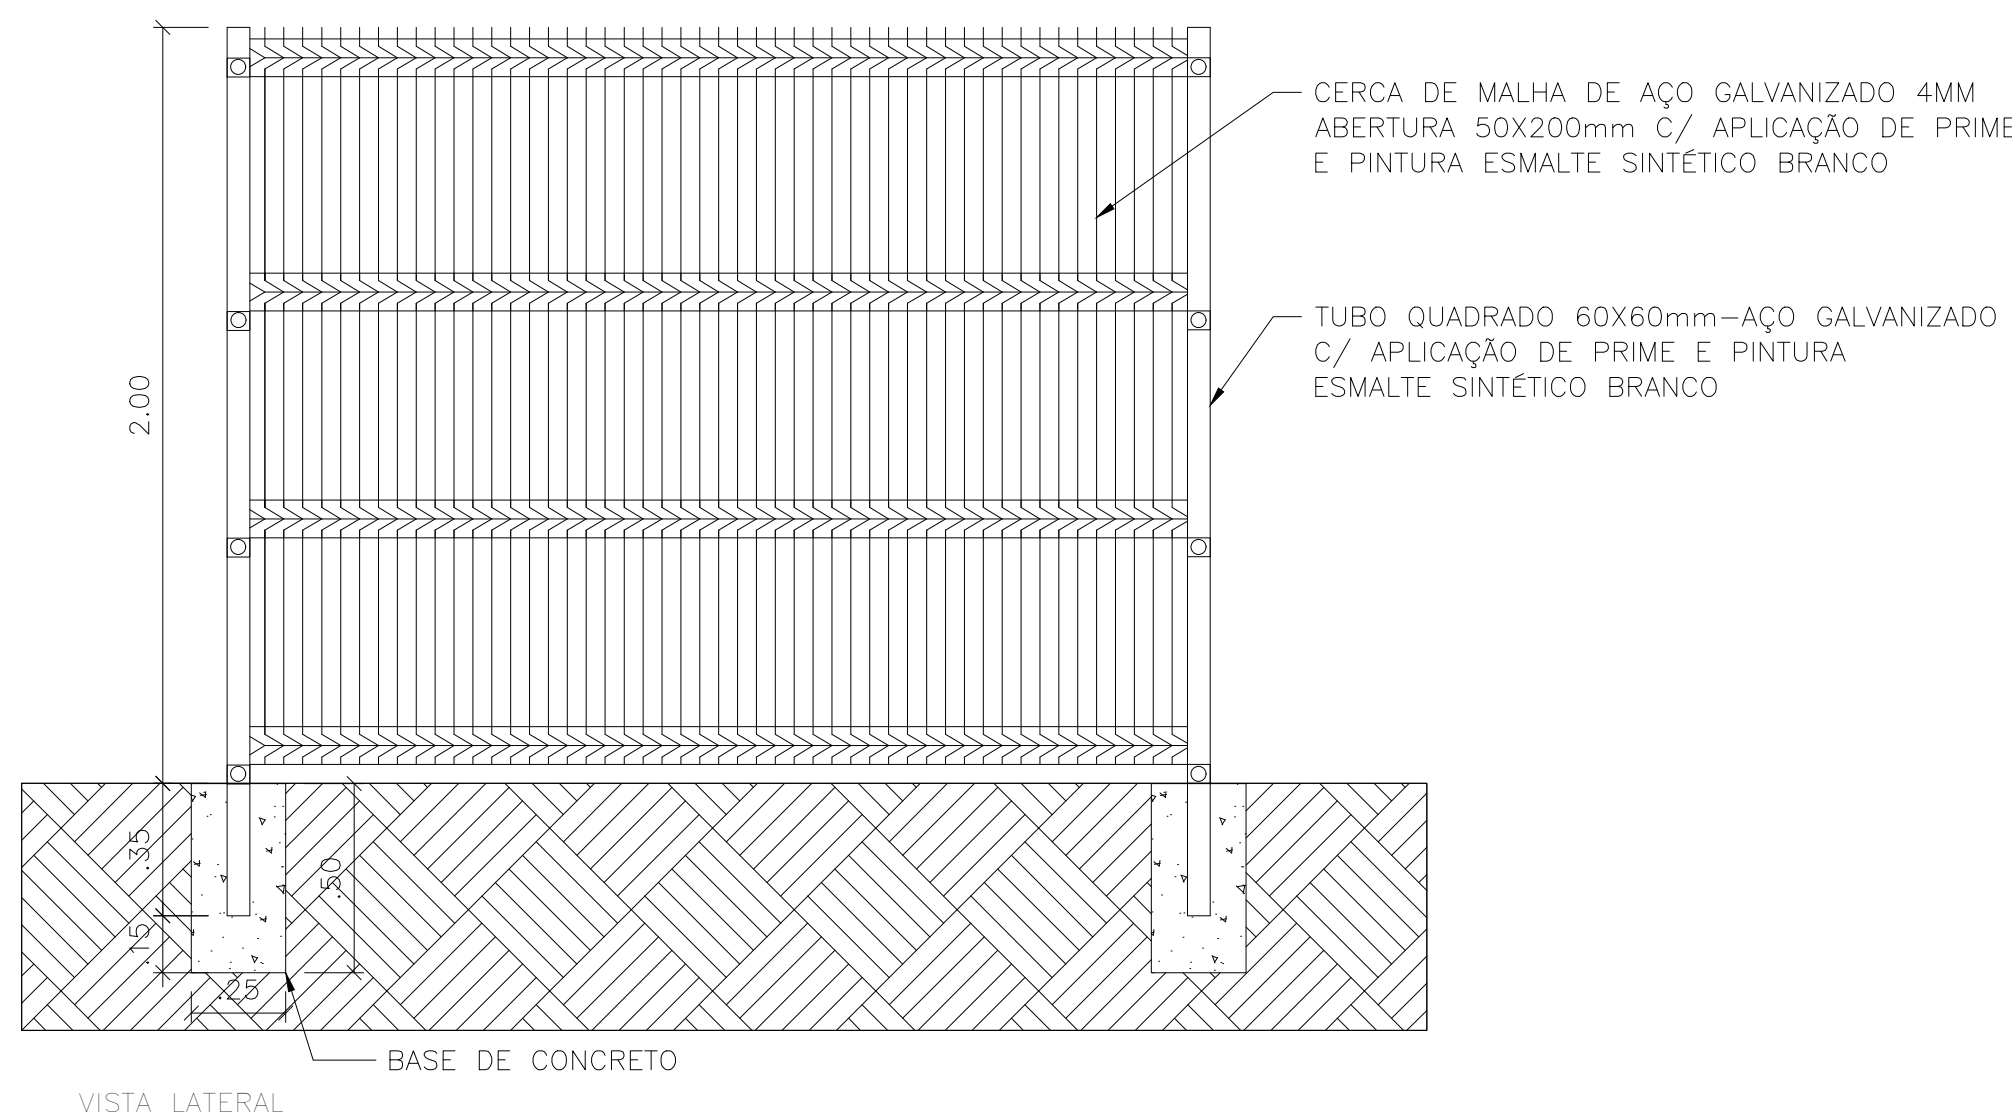 CERCA DE MALHA DE AÇO GALVANIZADO 4MM
ABERTURA 50X200mm C/ APLICAÇÃO DE PRIME
E PINTURA ESMALTE SINTÉTICO BRANCO
TUBO QUADRADO 60X60mm-AÇO GALVANIZADO
C/ APLICAÇÃO DE PRIME E PINTURA
ESMALTE SINTÉTICO BRANCO
2.00
.35
.50
.15
.25
BASE DE CONCRETO
VISTA LATERAL